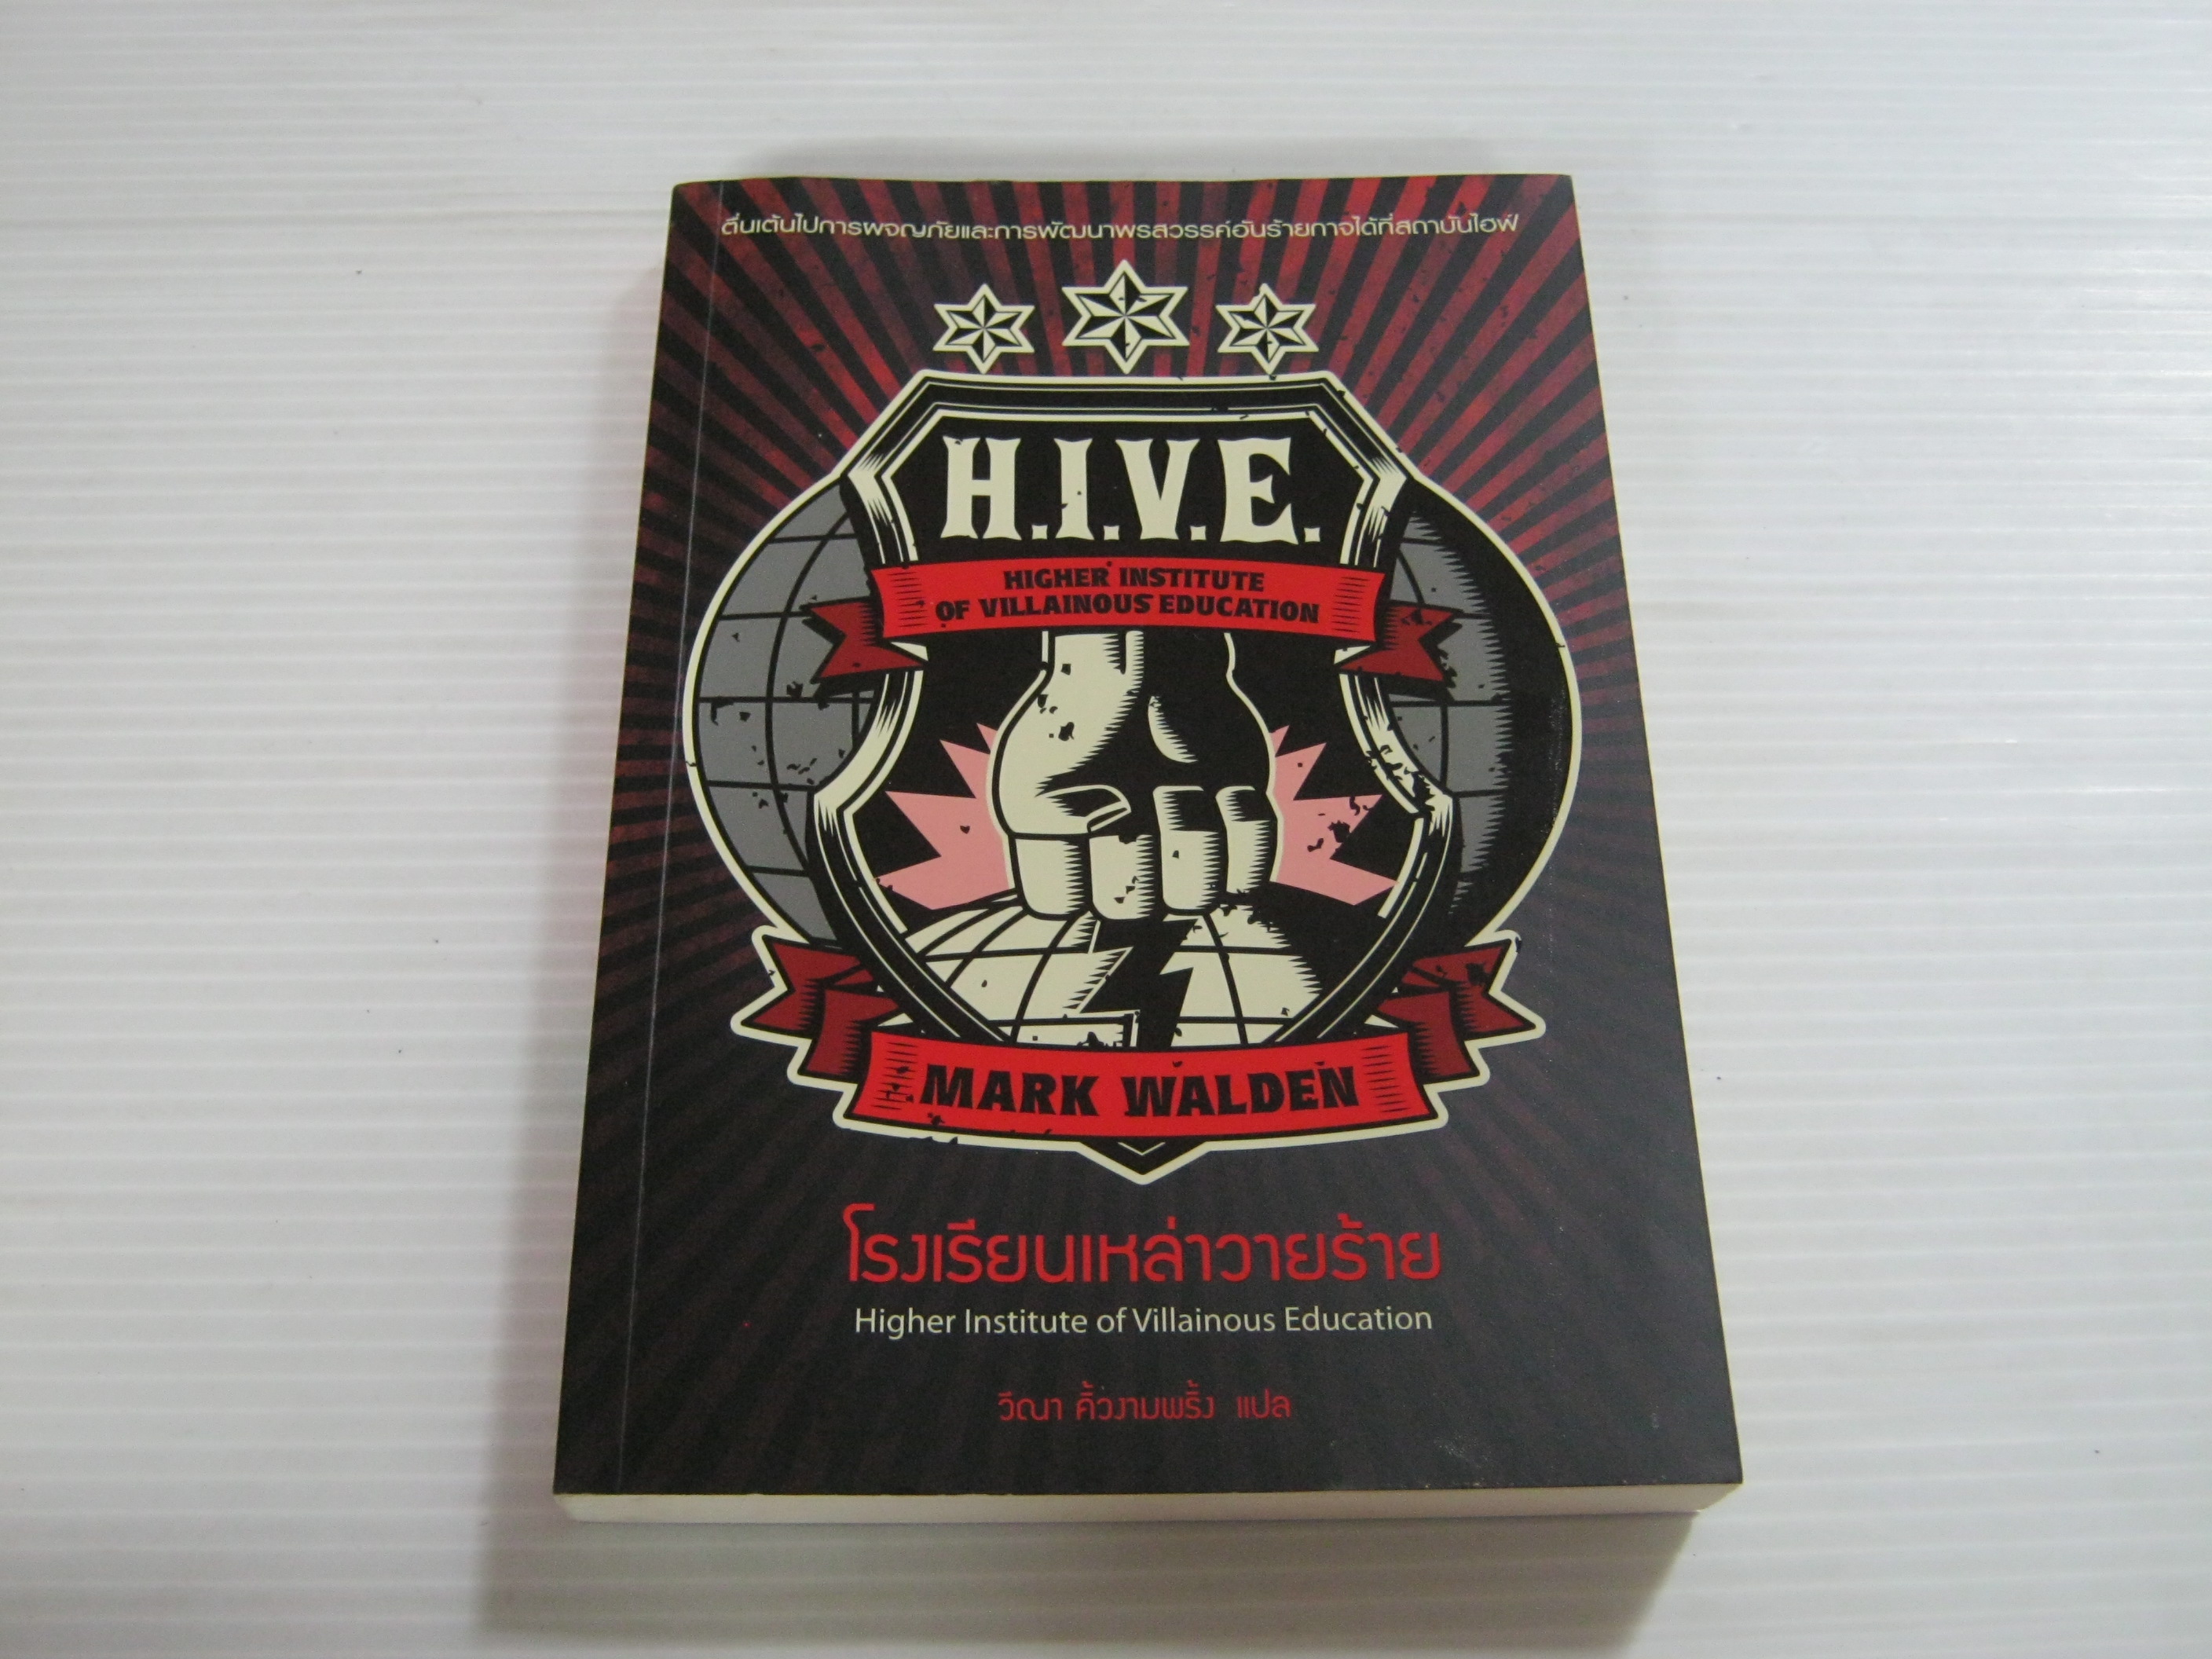 ตื่นเต้นไปการผจญภัยและการพัฒนาพรสวรรค์อันร้ายกาจได้ที่สถาบันไฮฟ์
H.I.V.E.
HIGHER INSTITUTE
OF VILLAINOUS EDUCATION
MARK WALDEN
โรงเรียนเหล่าวายร้าย
Higher Institute of Villainous Education
วีณา คิ้วงามพริ้ง แปล